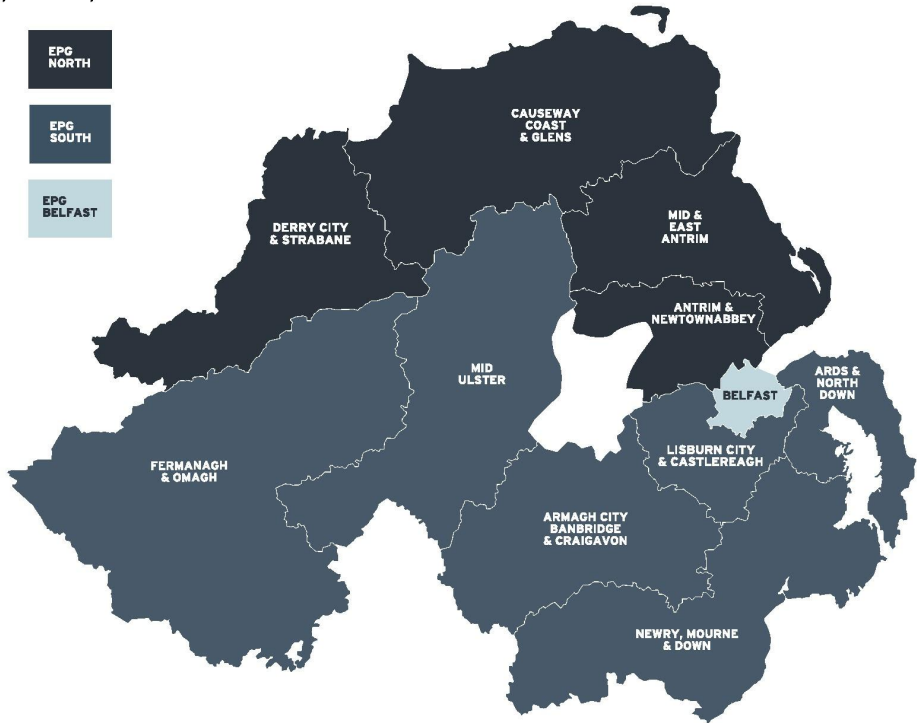 EPG
NORTH
EPG
SOUTH
EPG
BELFAST
CAUSEWAY
COAST
& GLENS
DERRY CITY
& STRABANE
MID &
EAST
ANTRIM
ANTRIM &
NEWTOWNABBEY
MID
ULSTER
BELFAST
ARDS &
NORTH
DOWN
FERMANAGH
& OMAGH
LISBURN CITY
& CASTLEREAGH
ARMAGH CITY
BANBRIDGE
& CRAIGAVON
NEWRY, MOURNE
& DOWN